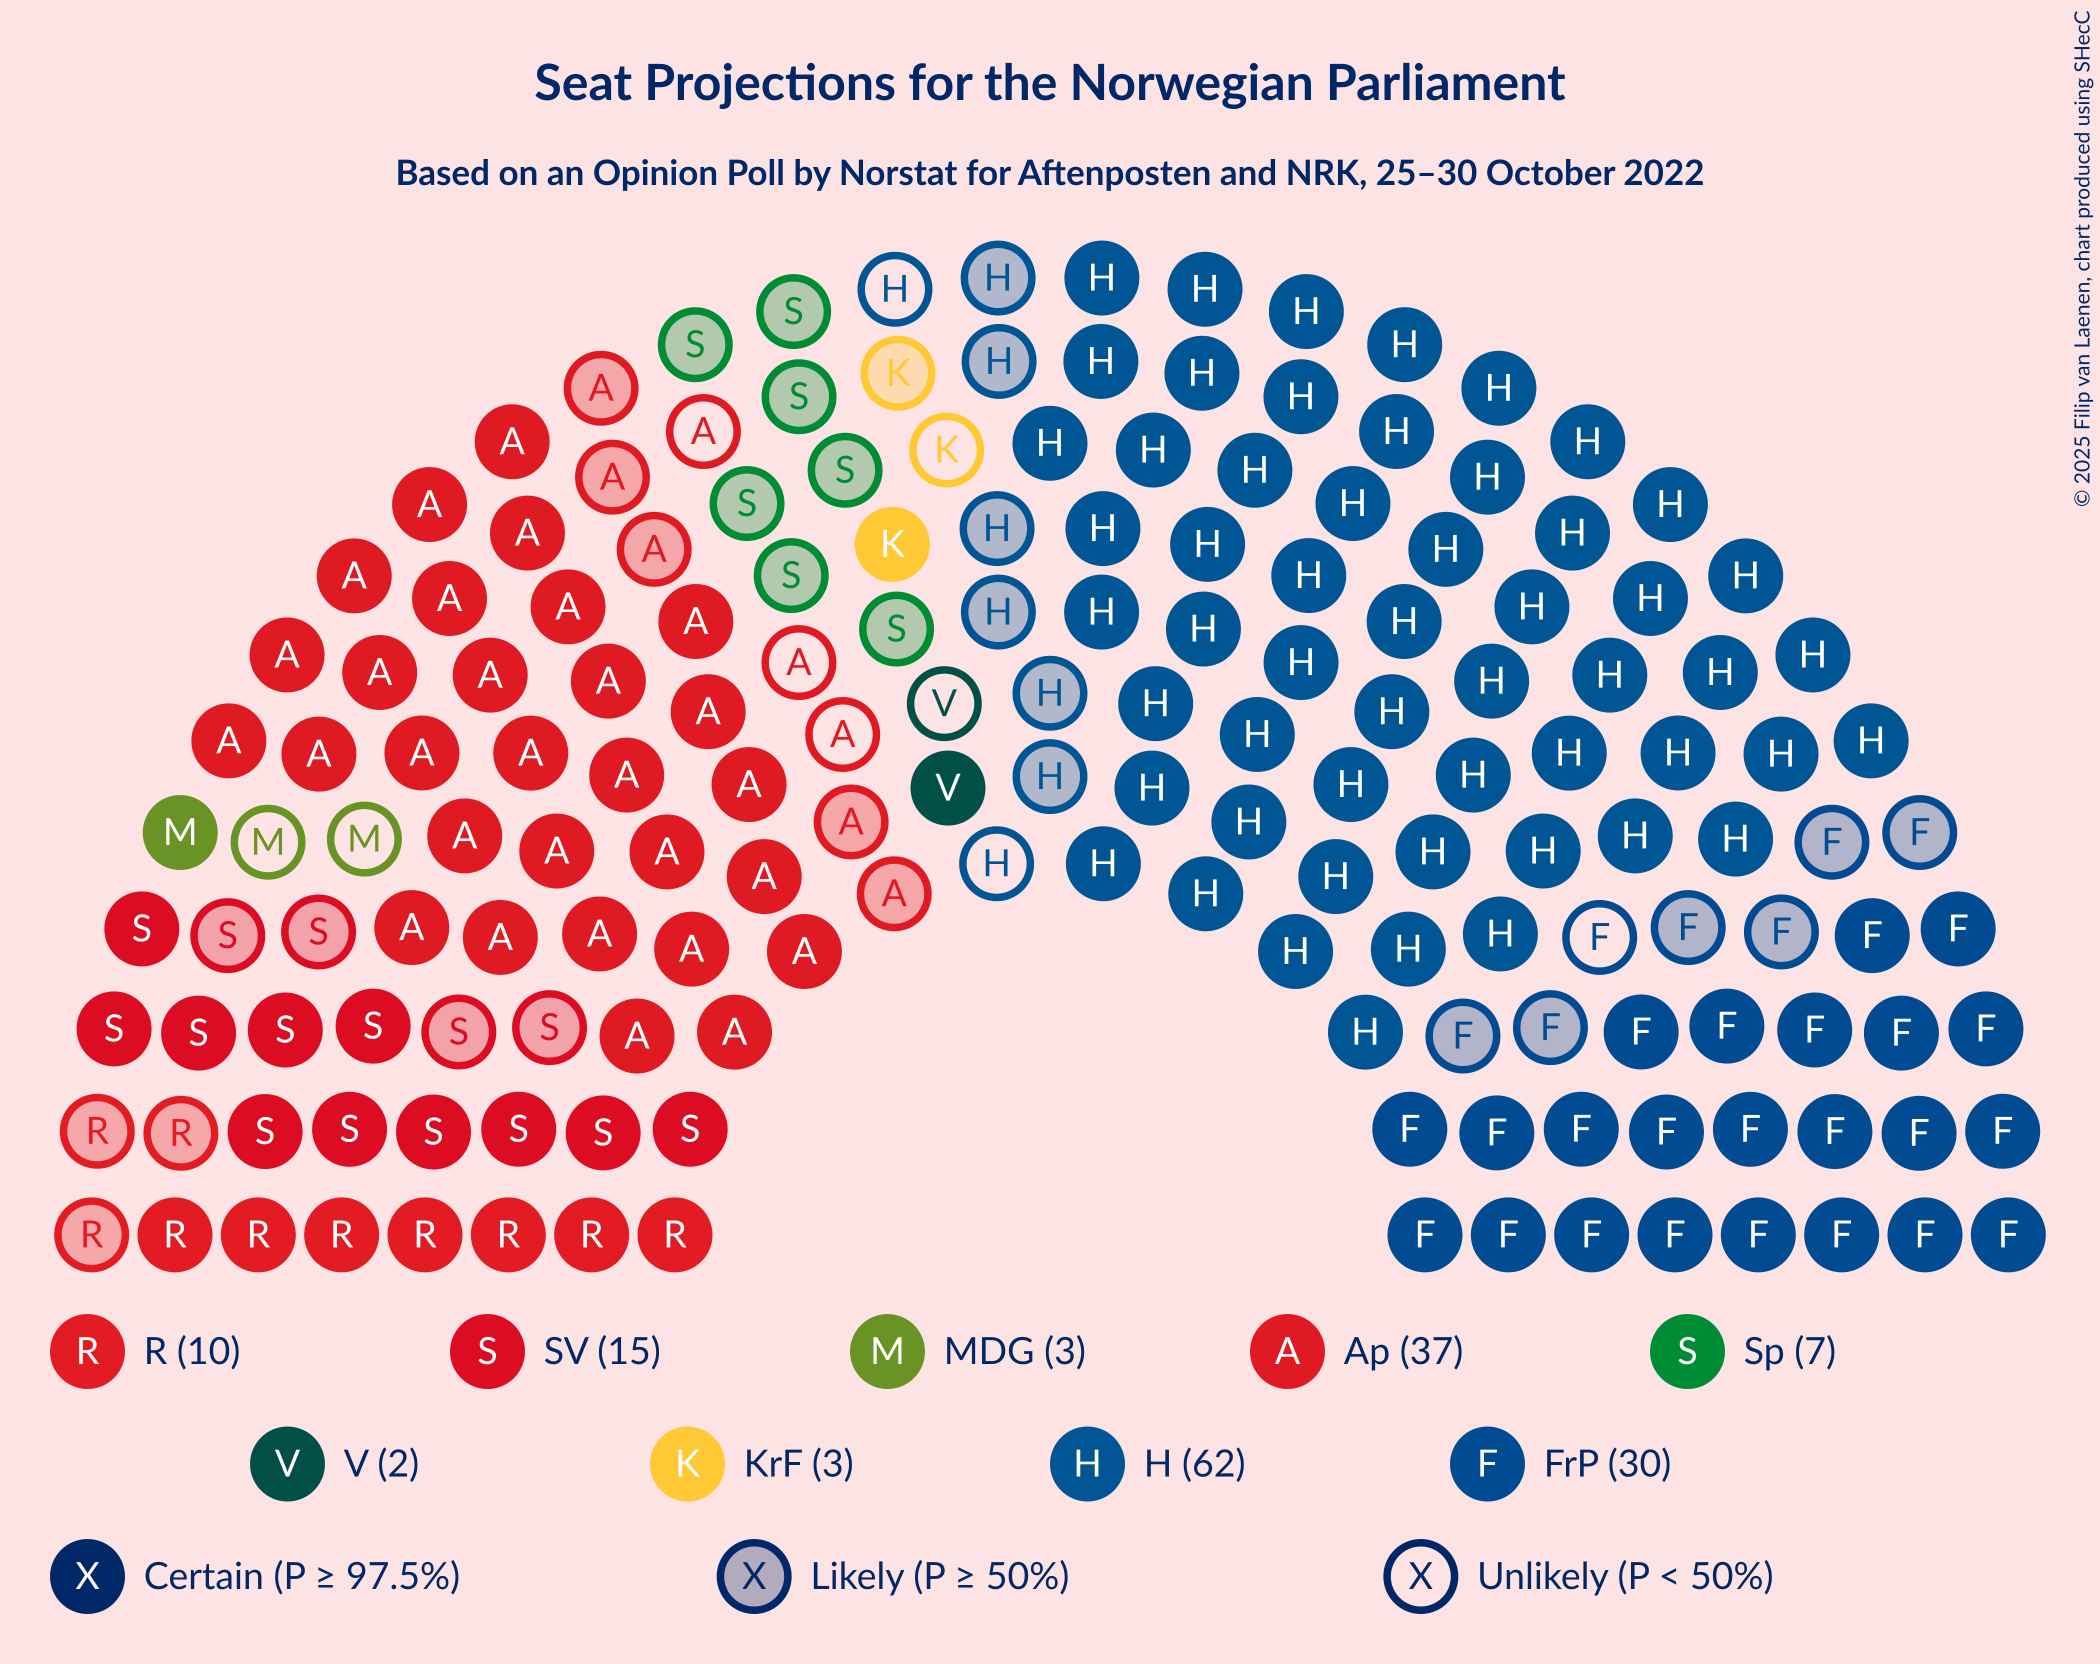 Seat Projections for the Norwegian Parliament
Based on an Opinion Poll by Norstat for Aftenposten and NRK, 25–30 October 2022
© 2025 Filip van Laenen, chart produced using SHecC
H H H H H H H
S S
A S K H H H H H H
A A S K H H H H H H
A A S S K H H H H H H H
A A A S S H H H H H H H
A A A A A V H H H H H H H H
A A A A A A A V H H H H H H H H H
M M M A A A A A A H H H H H H H H F F
S S S A A A A A H H H F F F F F
S S S S S S A A H F F F F F F F
R R S S S S S S F F F F F F F F
R R R R R R R R F F F F F F F F
R R (10) S SV (15) M MDG (3) A Ap (37) S Sp (7)
V V (2) K KrF (3) H H (62) F FrP (30)
X Certain (P ≥ 97.5%) X Likely (P ≥ 50%) X Unlikely (P < 50%)